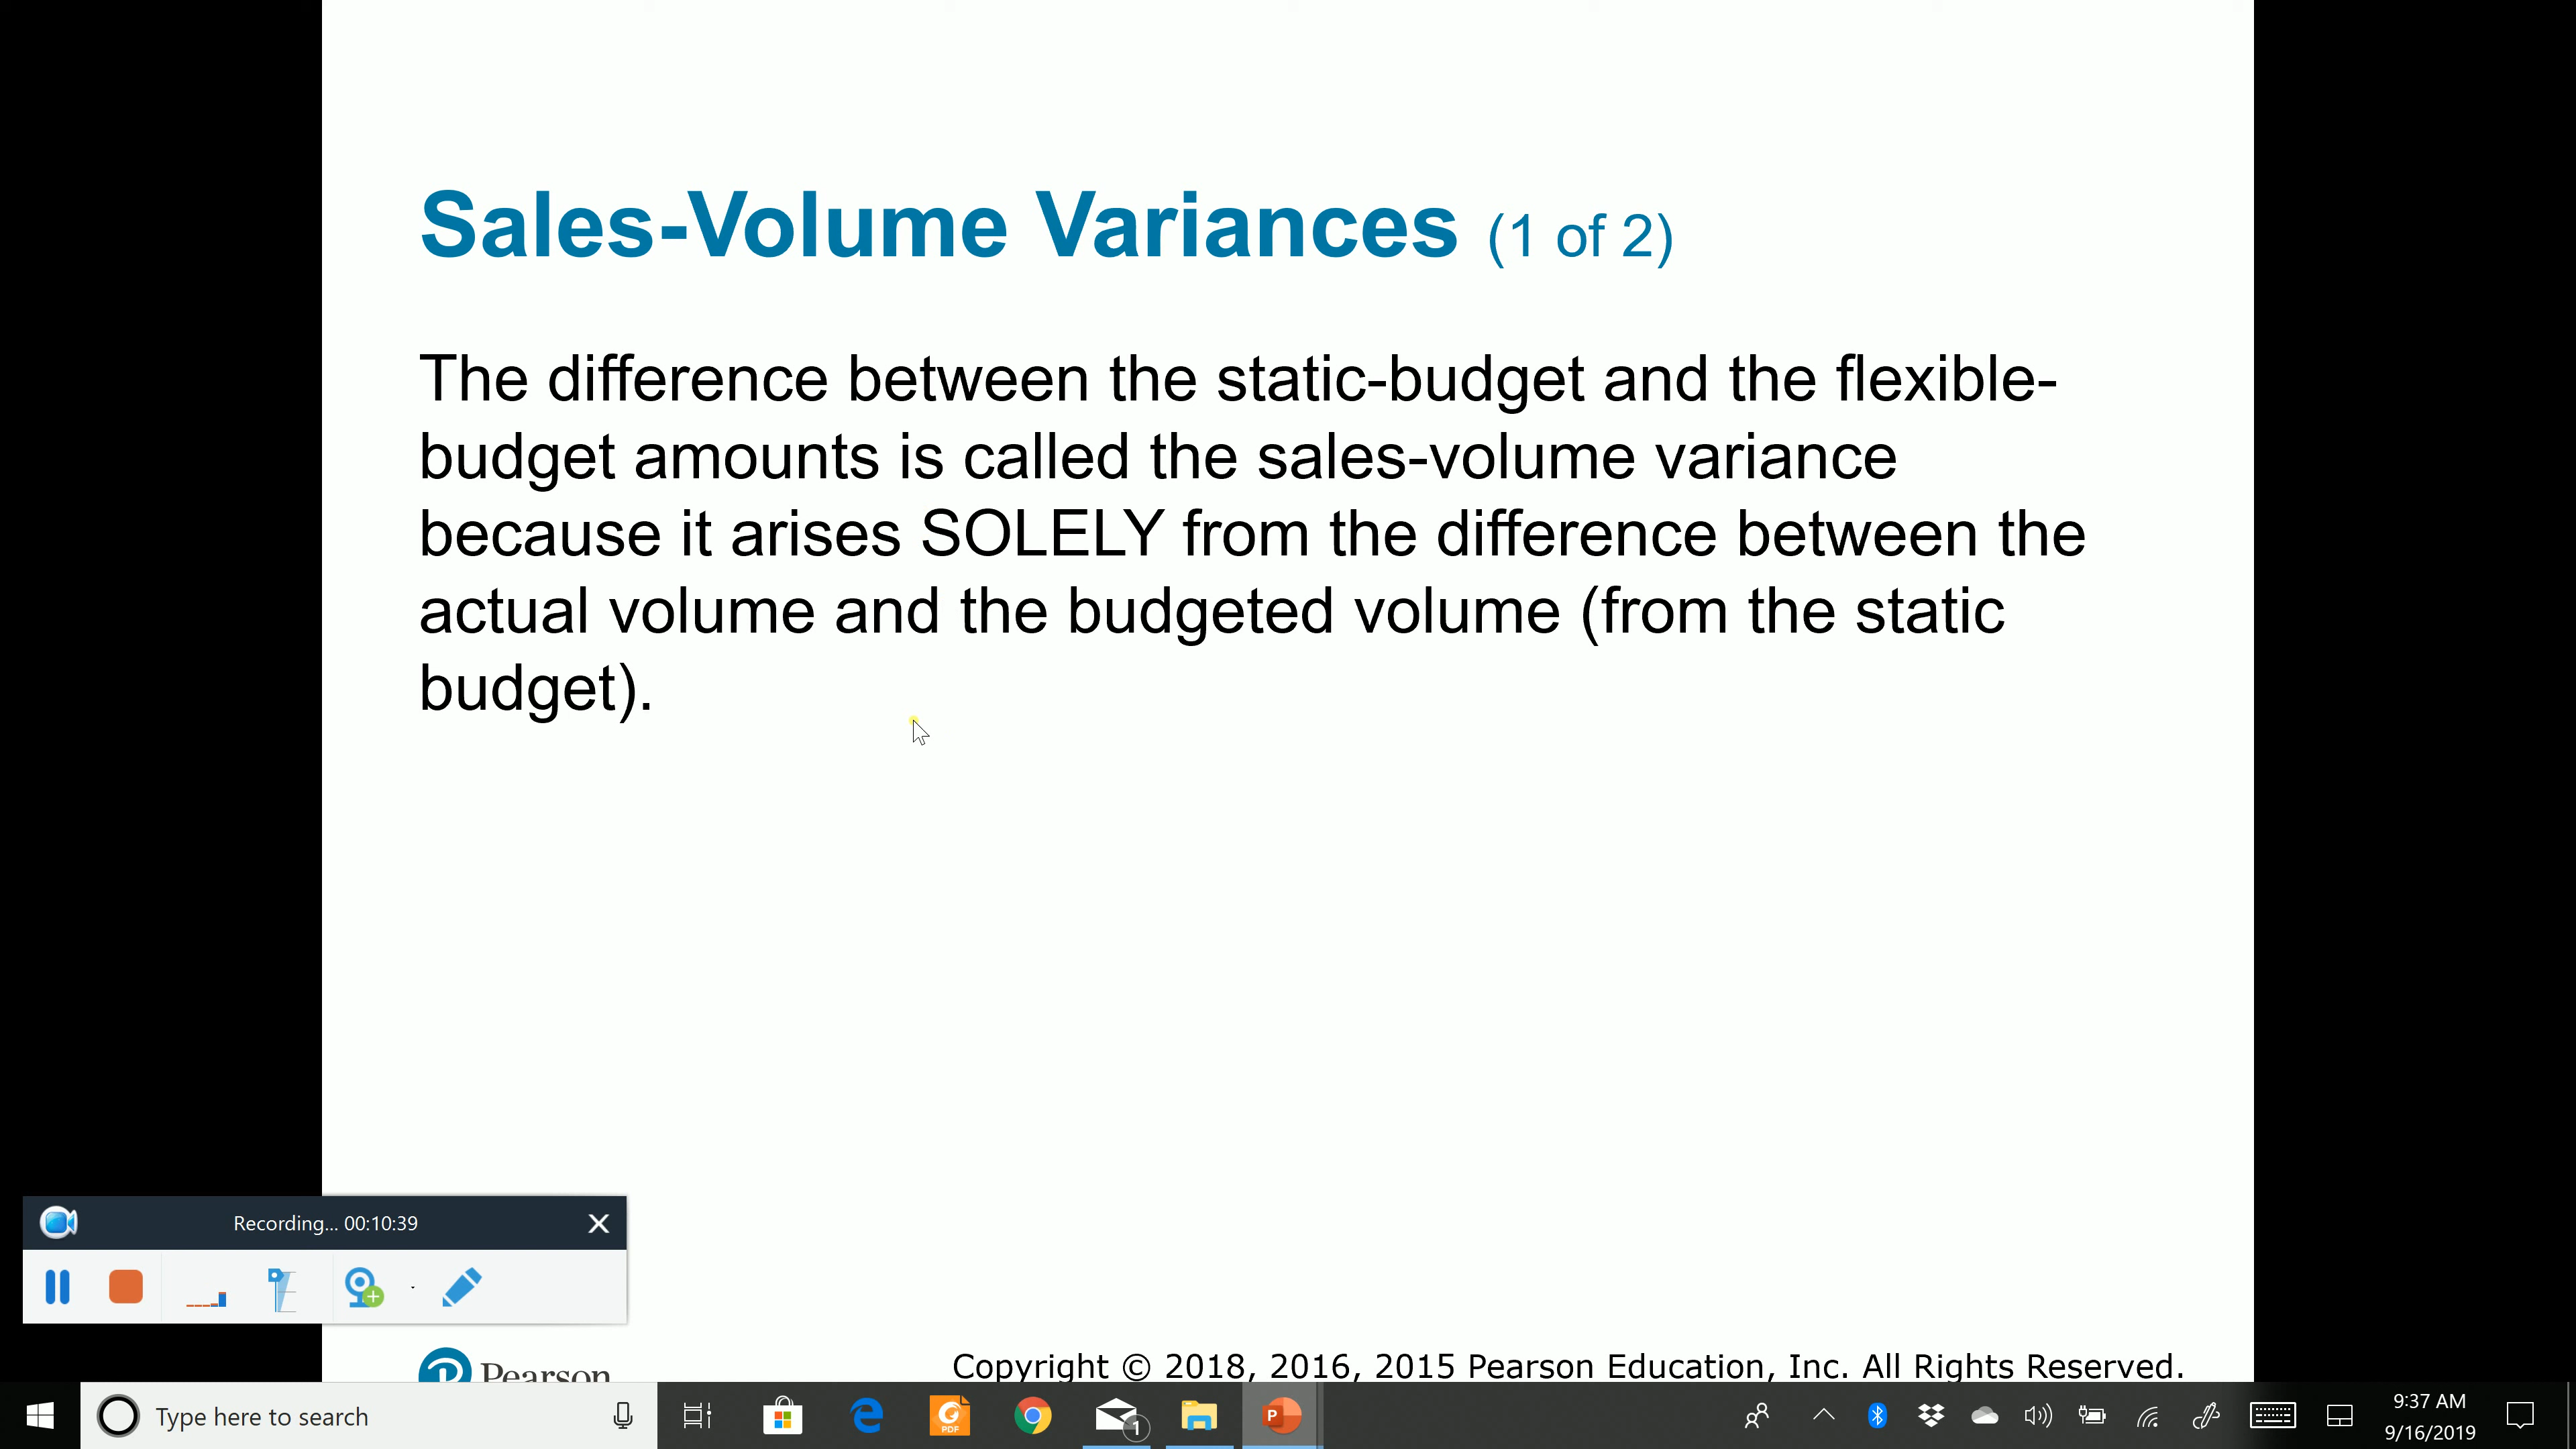 Sales-Volume Variances (1 of 2)
The difference between the static-budget and the flexible-
budget amounts is called the sales-volume variance
because it arises SOLELY from the difference between the
actual volume and the budgeted volume (from the static
budget).
Recording... 00:10:39
Pearson
Copyright © 2018, 2016, 2015 Pearson Education, Inc. All Rights Reserved.
Type here to search
PDF
1
P
9:37 AM
9/16/2019